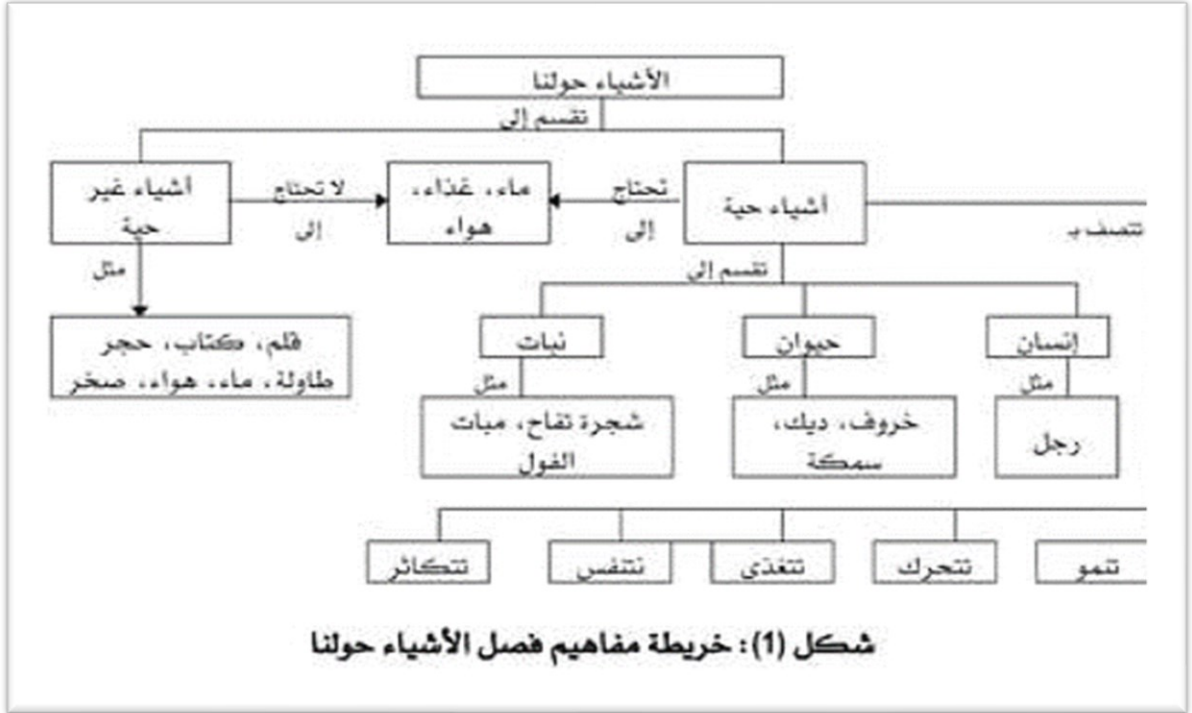 الأشياء حولنا
تقسم إلى
أشياء حية
تحتاج
إلى
ماء، غذاء،
هواء
لا تحتاج
إلى
أشياء غير
حية
تتصف بـ
تقسم إلى
مثل
إنسان
حيوان
نبات
قلم، كتاب، حجر
طاولة، ماء، هواء، صخر
مثل
مثل
مثل
رجل
خروف، ديك،
سمكة
شجرة تفاح، مبات
الفول
تنمو
تتحرك
تتغذى
تتنفس
تتكاثر
شكل (1): خريطة مفاهيم فصل الأشياء حولنا